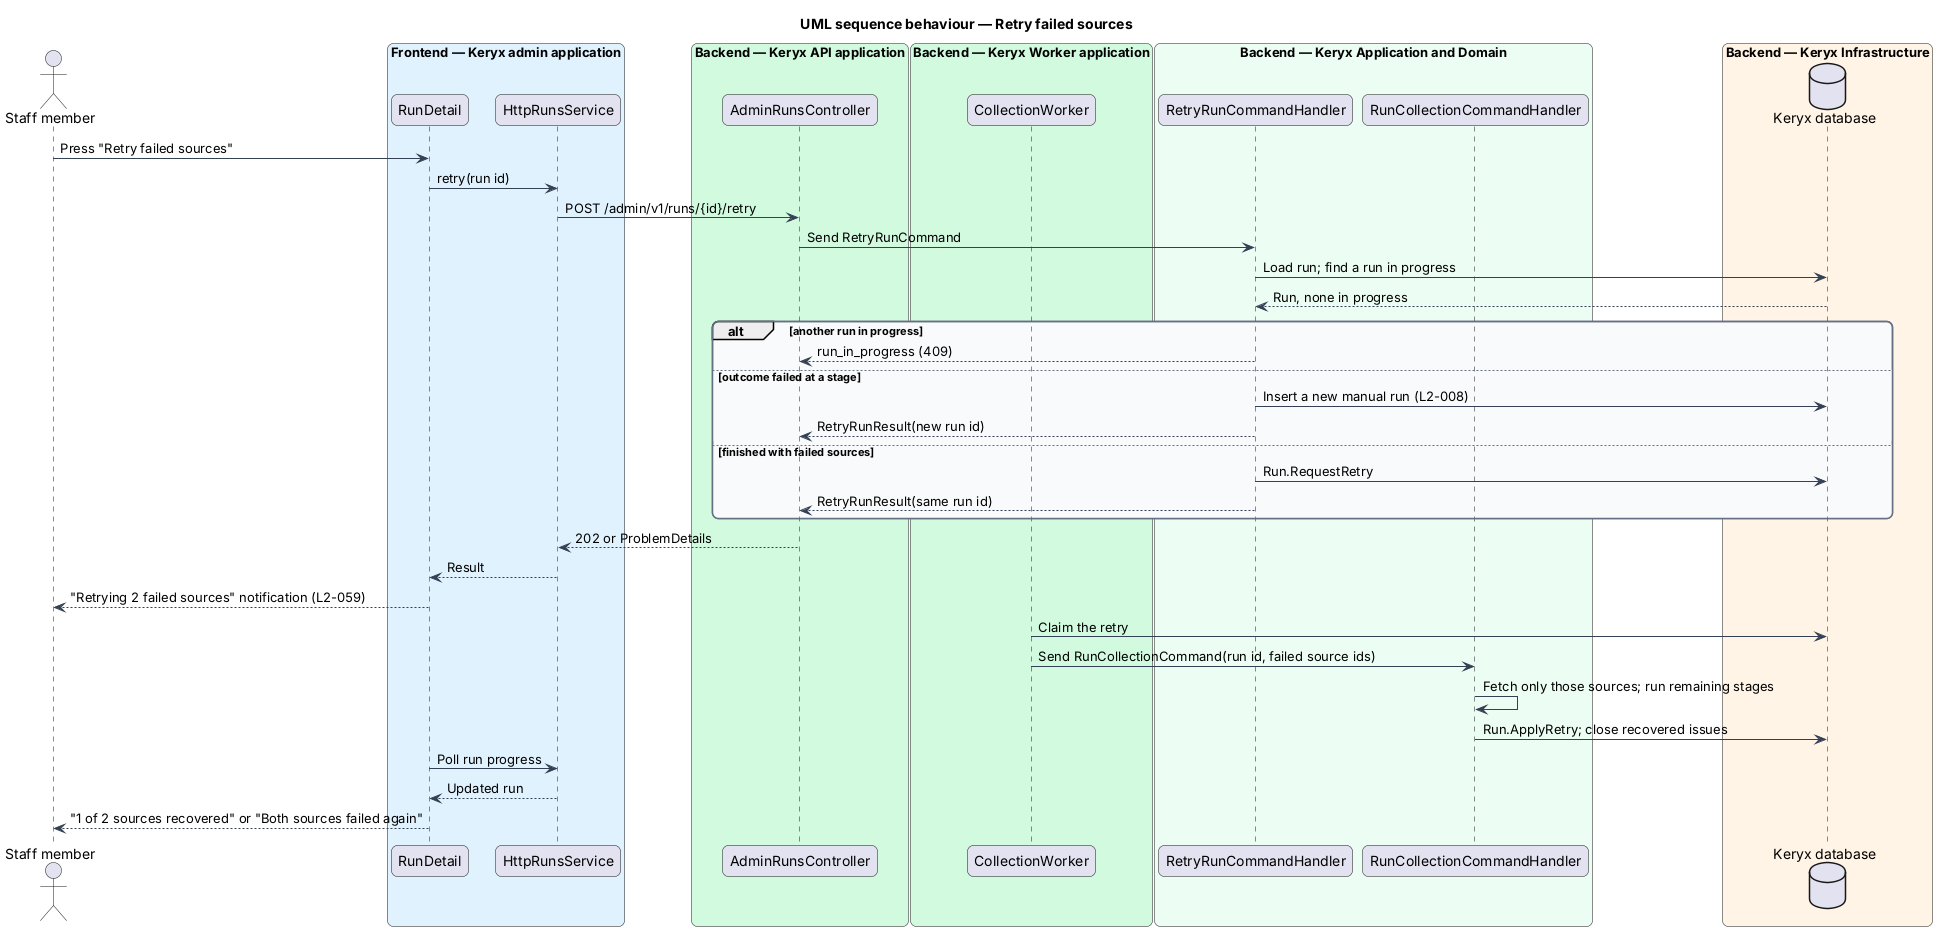 UML sequence behaviour — Retry failed sources
Frontend — Keryx admin application
Backend — Keryx API application
Backend — Keryx Worker application
Backend — Keryx Application and Domain
Backend — Keryx Infrastructure
Staff member
RunDetail
HttpRunsService
AdminRunsController
CollectionWorker
RetryRunCommandHandler
RunCollectionCommandHandler
Keryx database
Press "Retry failed sources"
retry(run id)
POST /admin/v1/runs/{id}/retry
Send RetryRunCommand
Load run; find a run in progress
Run, none in progress
alt
[another run in progress]
run_in_progress (409)
[outcome failed at a stage]
Insert a new manual run (L2-008)
RetryRunResult(new run id)
[finished with failed sources]
Run.RequestRetry
RetryRunResult(same run id)
202 or ProblemDetails
Result
"Retrying 2 failed sources" notification (L2-059)
Claim the retry
Send RunCollectionCommand(run id, failed source ids)
Fetch only those sources; run remaining stages
Run.ApplyRetry; close recovered issues
Poll run progress
Updated run
"1 of 2 sources recovered" or "Both sources failed again"
Staff member
RunDetail
HttpRunsService
AdminRunsController
CollectionWorker
RetryRunCommandHandler
RunCollectionCommandHandler
Keryx database